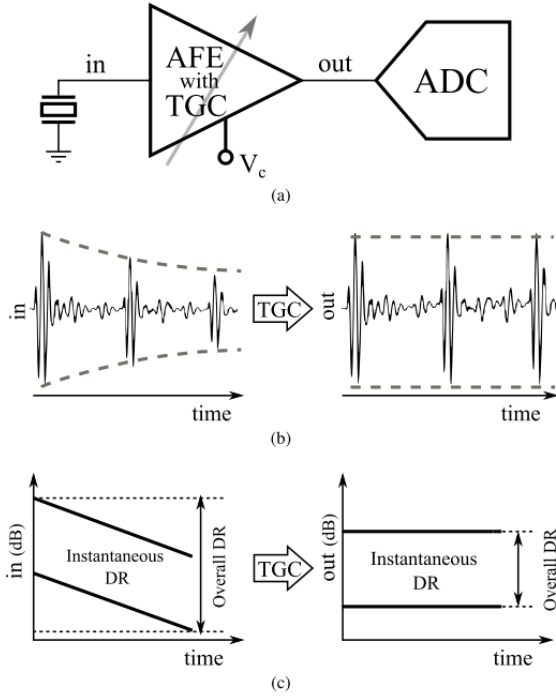 in
AFE
with
TGC
out
ADC
V_c
(a)
in
time
TGC
out
time
(b)
in (dB)
Instantaneous
DR
Overall DR
time
TGC
out (dB)
Instantaneous
DR
Overall DR
time
(c)